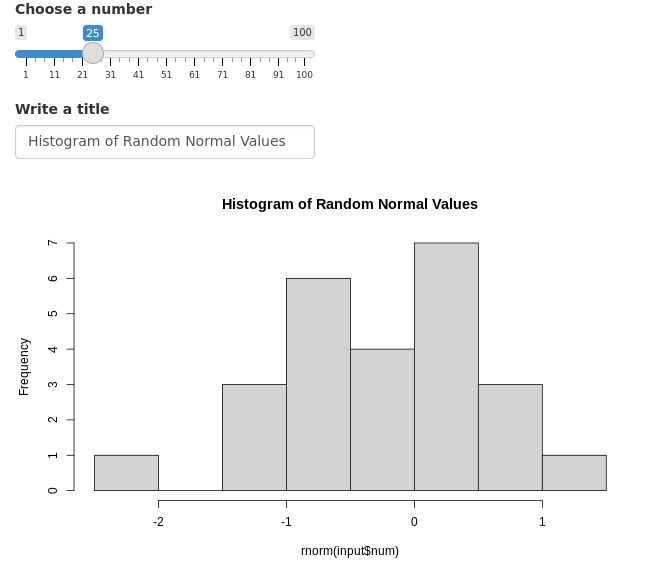 Choose a number
1 25 100
1 11 21 31 41 51 61 71 81 91 100
Write a title
Histogram of Random Normal Values
Histogram of Random Normal Values
Frequency
7
6
5
4
3
2
1
0
-2 -1 0 1
rnorm(input$num)